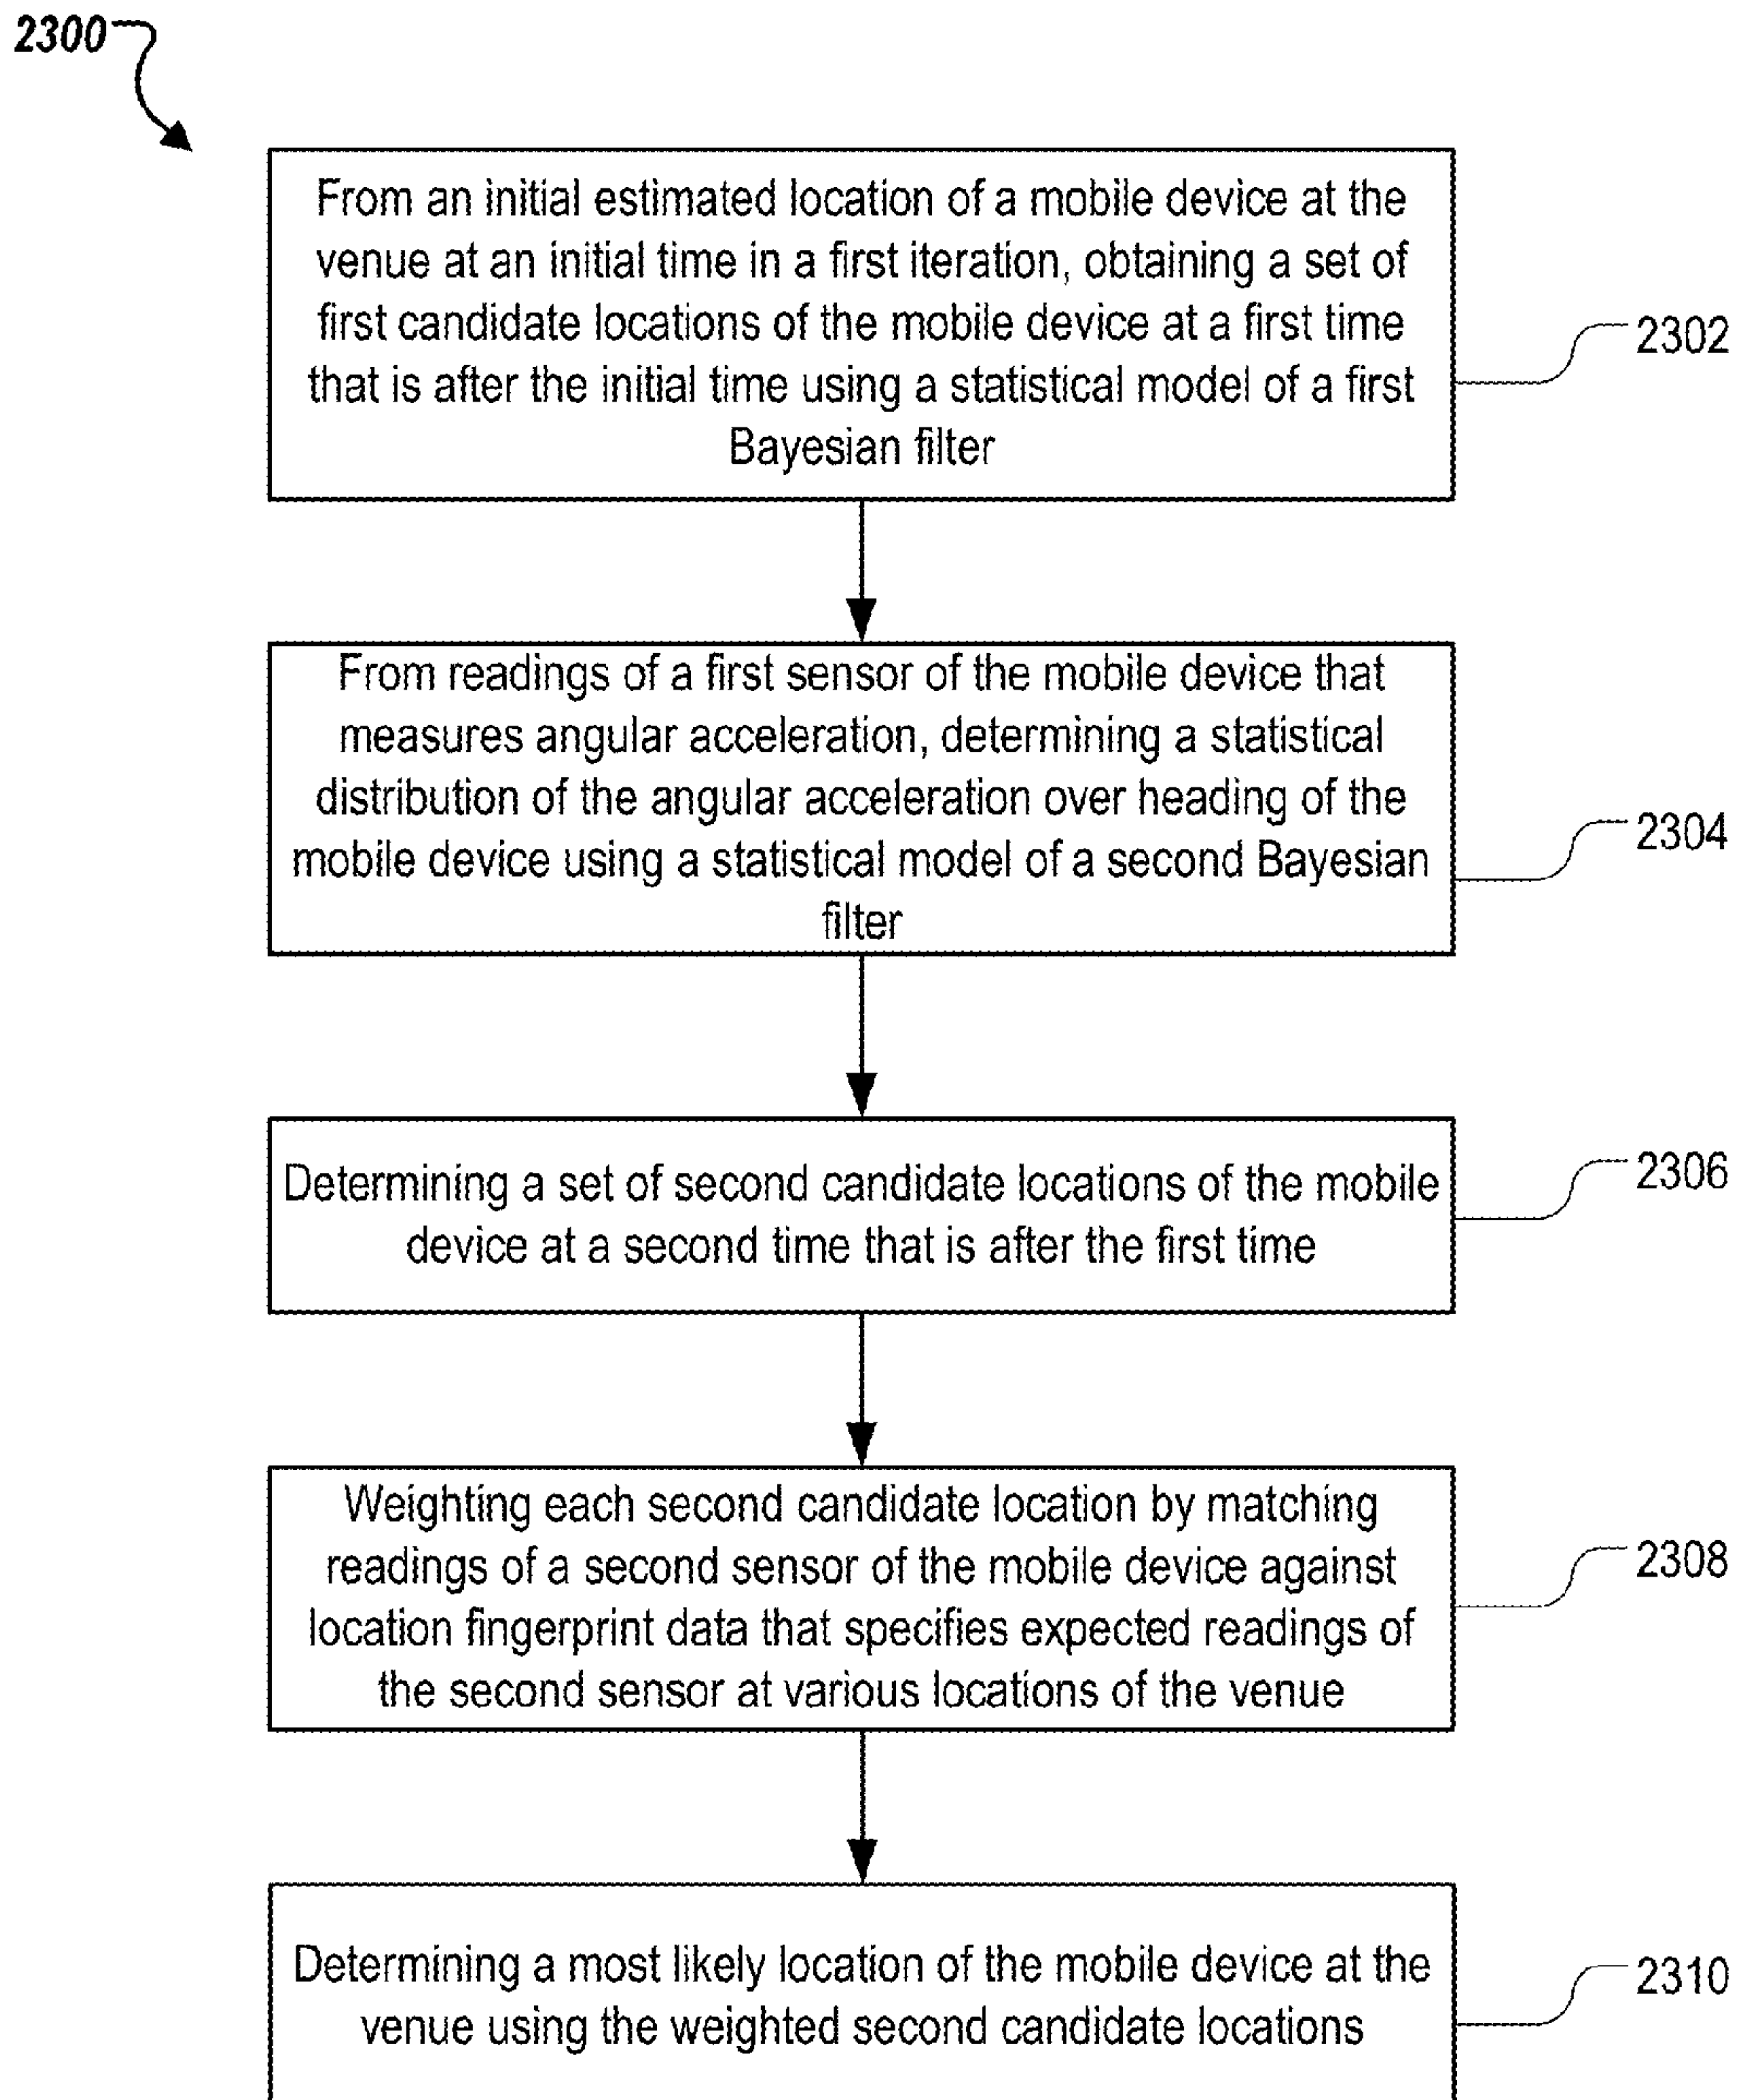 2300
From an initial estimated location of a mobile device at the
venue at an initial time in a first iteration, obtaining a set of
first candidate locations of the mobile device at a first time
that is after the initial time using a statistical model of a first
Bayesian filter
2302
From readings of a first sensor of the mobile device that
measures angular acceleration, determining a statistical
distribution of the angular acceleration over heading of the
mobile device using a statistical model of a second Bayesian
filter
2304
Determining a set of second candidate locations of the mobile
device at a second time that is after the first time
2306
Weighting each second candidate location by matching
readings of a second sensor of the mobile device against
location fingerprint data that specifies expected readings of
the second sensor at various locations of the venue
2308
Determining a most likely location of the mobile device at the
venue using the weighted second candidate locations
2310